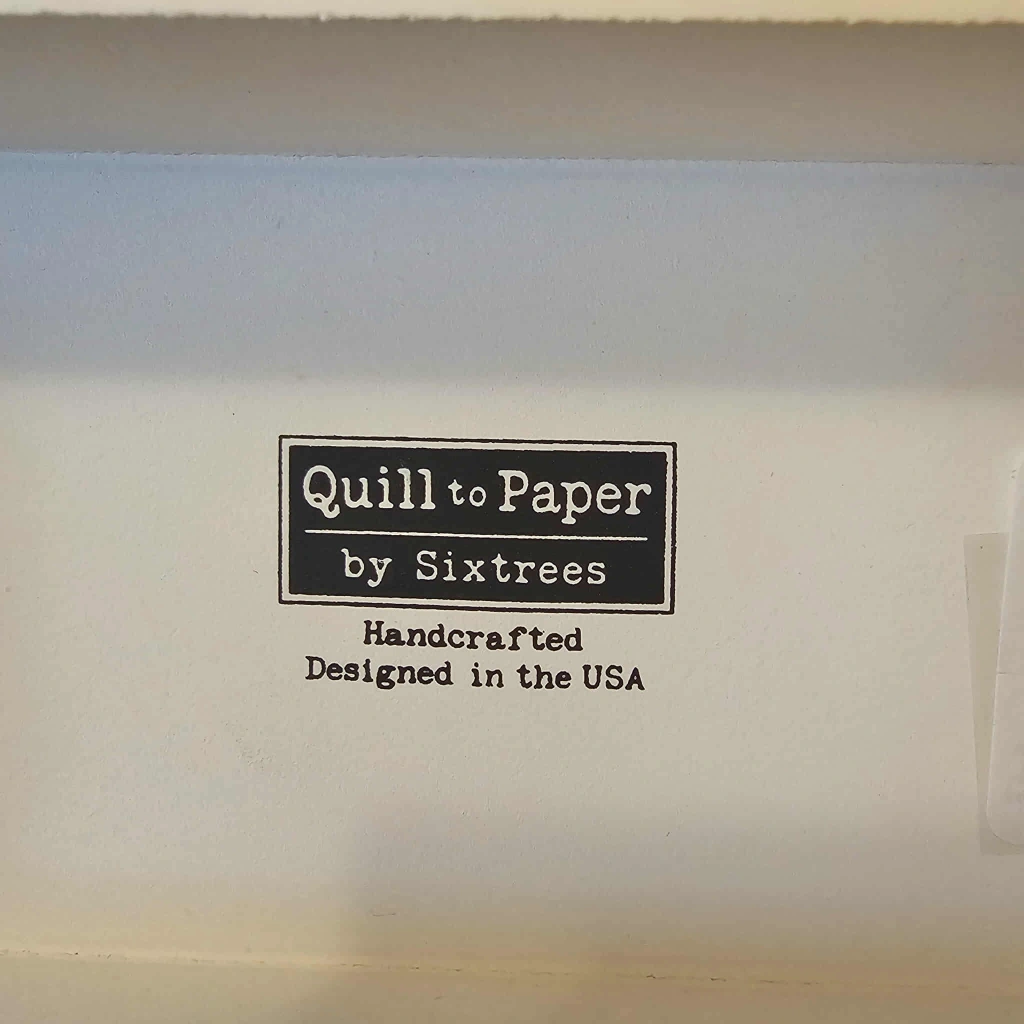 Quill to Paper
by Sixtrees
Handcrafted
Designed in the USA